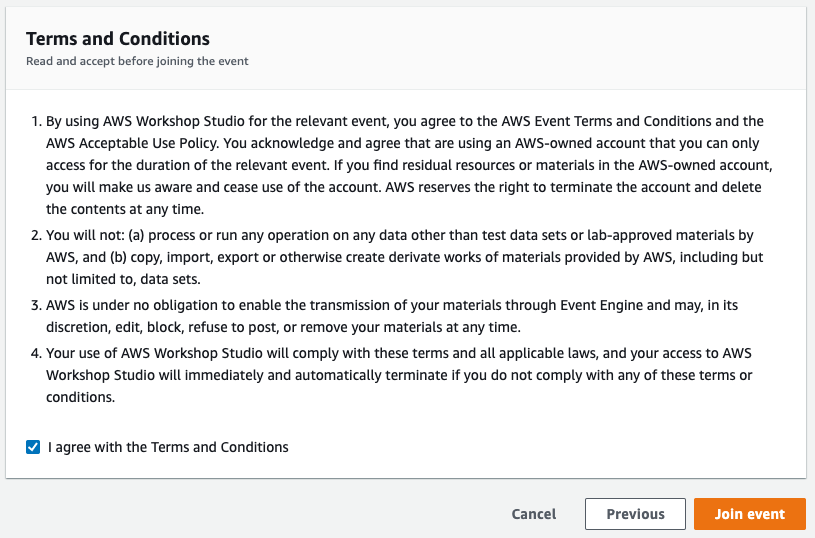 Terms and Conditions
Read and accept before joining the event
1. By using AWS Workshop Studio for the relevant event, you agree to the AWS Event Terms and Conditions and the
AWS Acceptable Use Policy. You acknowledge and agree that are using an AWS-owned account that you can only
access for the duration of the relevant event. If you find residual resources or materials in the AWS-owned account,
you will make us aware and cease use of the account. AWS reserves the right to terminate the account and delete
the contents at any time.
2. You will not: (a) process or run any operation on any data other than test data sets or lab-approved materials by
AWS, and (b) copy, import, export or otherwise create derivate works of materials provided by AWS, including but
not limited to, data sets.
3. AWS is under no obligation to enable the transmission of your materials through Event Engine and may, in its
discretion, edit, block, refuse to post, or remove your materials at any time.
4. Your use of AWS Workshop Studio will comply with these terms and all applicable laws, and your access to AWS
Workshop Studio will immediately and automatically terminate if you do not comply with any of these terms or
conditions.
I agree with the Terms and Conditions
Cancel
Previous
Join event